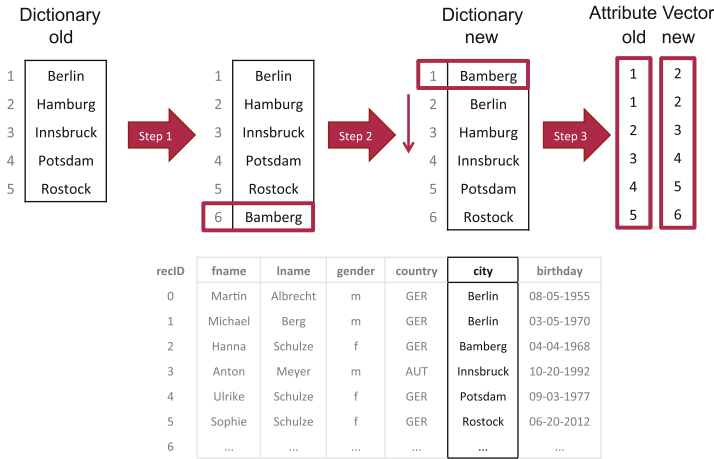 Dictionary old
Dictionary new
Attribute Vector
old new
1 Berlin
2 Hamburg
3 Innsbruck
4 Potsdam
5 Rostock
Step 1
1 Berlin
2 Hamburg
3 Innsbruck
4 Potsdam
5 Rostock
6 Bamberg
Step 2
1 Bamberg
2 Berlin
3 Hamburg
4 Innsbruck
5 Potsdam
6 Rostock
Step 3
1 2
1 2
2 3
3 4
4 5
5 6
recID fname lname gender country city birthday
0 Martin Albrecht m GER Berlin 08-05-1955
1 Michael Berg m GER Berlin 03-05-1970
2 Hanna Schulze f GER Bamberg 04-04-1968
3 Anton Meyer m AUT Innsbruck 10-20-1992
4 Ulrike Schulze f GER Potsdam 09-03-1977
5 Sophie Schulze f GER Rostock 06-20-2012
6 ... ... ... ... ... ...